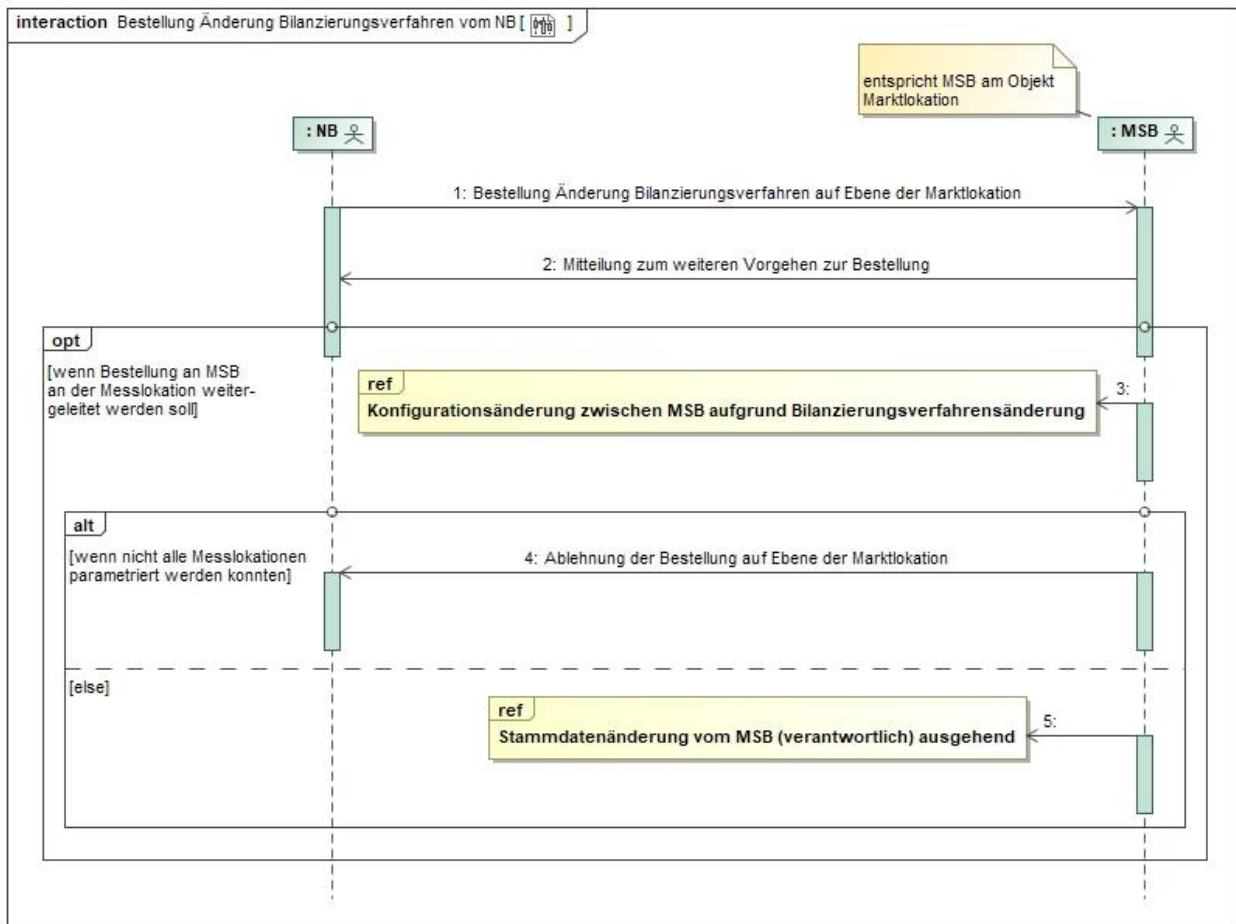 interaction Bestellung Änderung Bilanzierungsverfahren vom NB [ ]
entspricht MSB am Objekt
Marktlokation
: NB
: MSB
1: Bestellung Änderung Bilanzierungsverfahren auf Ebene der Marktlokation
2: Mitteilung zum weiteren Vorgehen zur Bestellung
opt
[wenn Bestellung an MSB
an der Messlokation weiter-
geleitet werden soll]
ref
3:
Konfigurationsänderung zwischen MSB aufgrund Bilanzierungsverfahrensänderung
alt
[wenn nicht alle Messlokationen
parametriert werden konnten]
4: Ablehnung der Bestellung auf Ebene der Marktlokation
[else]
ref
5:
Stammdatenänderung vom MSB (verantwortlich) ausgehend